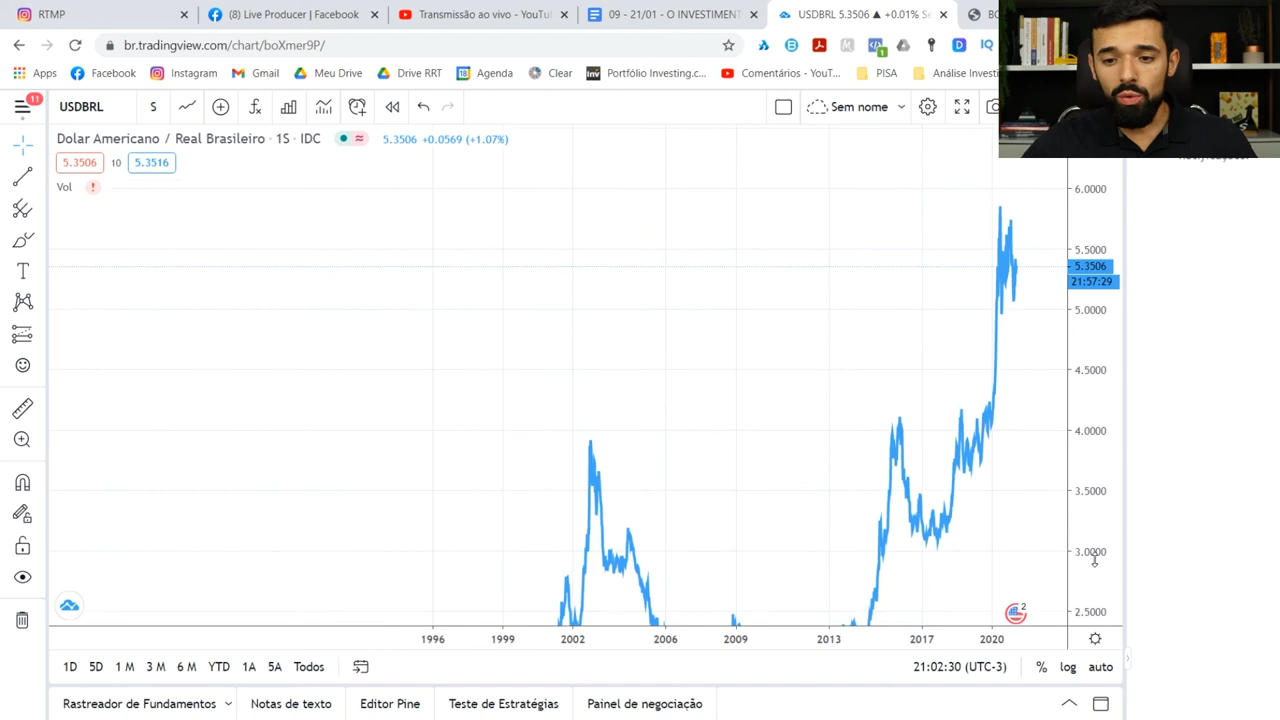 RTMP
(8) Live Producer | Facebook
Transmissão ao vivo - YouTu
09 - 21/01 - O INVESTIMENT
USDBRL 5.3506 ▲ +0.01% Se
br.tradingview.com/chart/boXmer9P/
Apps
Facebook
Instagram
Gmail
Meu Drive
Drive RRT
Agenda
Clear
Portfólio Investing.c...
Comentários - YouT...
PISA
Análise Investi
11
USDBRL
S
Sem nome
Dolar Americano / Real Brasileiro · 1S · IDC
5.3506 +0.0569 (+1.07%)
5.3506
10
5.3516
Vol
6.0000
5.5000
5.3506
21:57:29
5.0000
4.5000
4.0000
3.5000
3.0000
2.5000
2
1996
1999
2002
2006
2009
2013
2017
2020
1D
5D
1 M
3 M
6 M
YTD
1A
5A
Todos
21:02:30 (UTC-3)
%
log
auto
Rastreador de Fundamentos
Notas de texto
Editor Pine
Teste de Estratégias
Painel de negociação